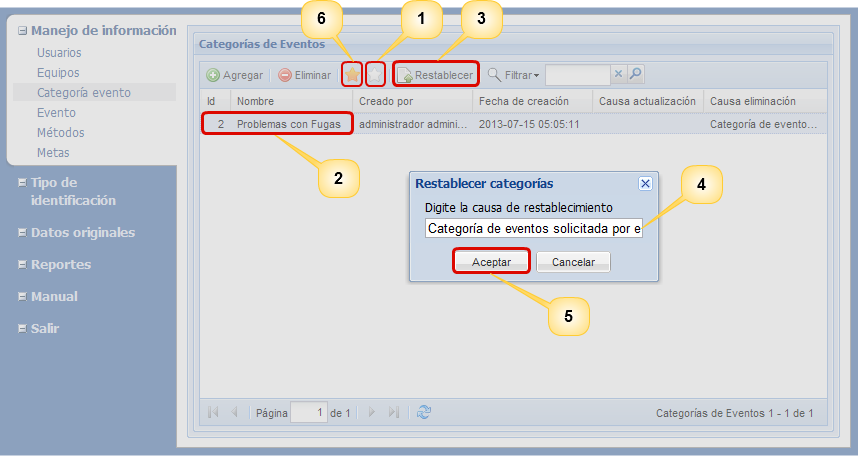 6
1
3
Manejo de información
Usuarios
Equipos
Categoría evento
Evento
Métodos
Metas
Tipo de
identificación
Datos originales
Reportes
Manual
Salir
Categorías de Eventos
Agregar Eliminar Restablecer Filtrar
Id Nombre Creado por Fecha de creación Causa actualización Causa eliminación
2 Problemas con Fugas administrador admini... 2013-07-15 05:05:11 Categoría de evento...
2
Restablecer categorías
Digite la causa de restablecimiento
Categoría de eventos solicitada por e
4
Aceptar Cancelar
5
Página 1 de 1 Categorías de Eventos 1 - 1 de 1